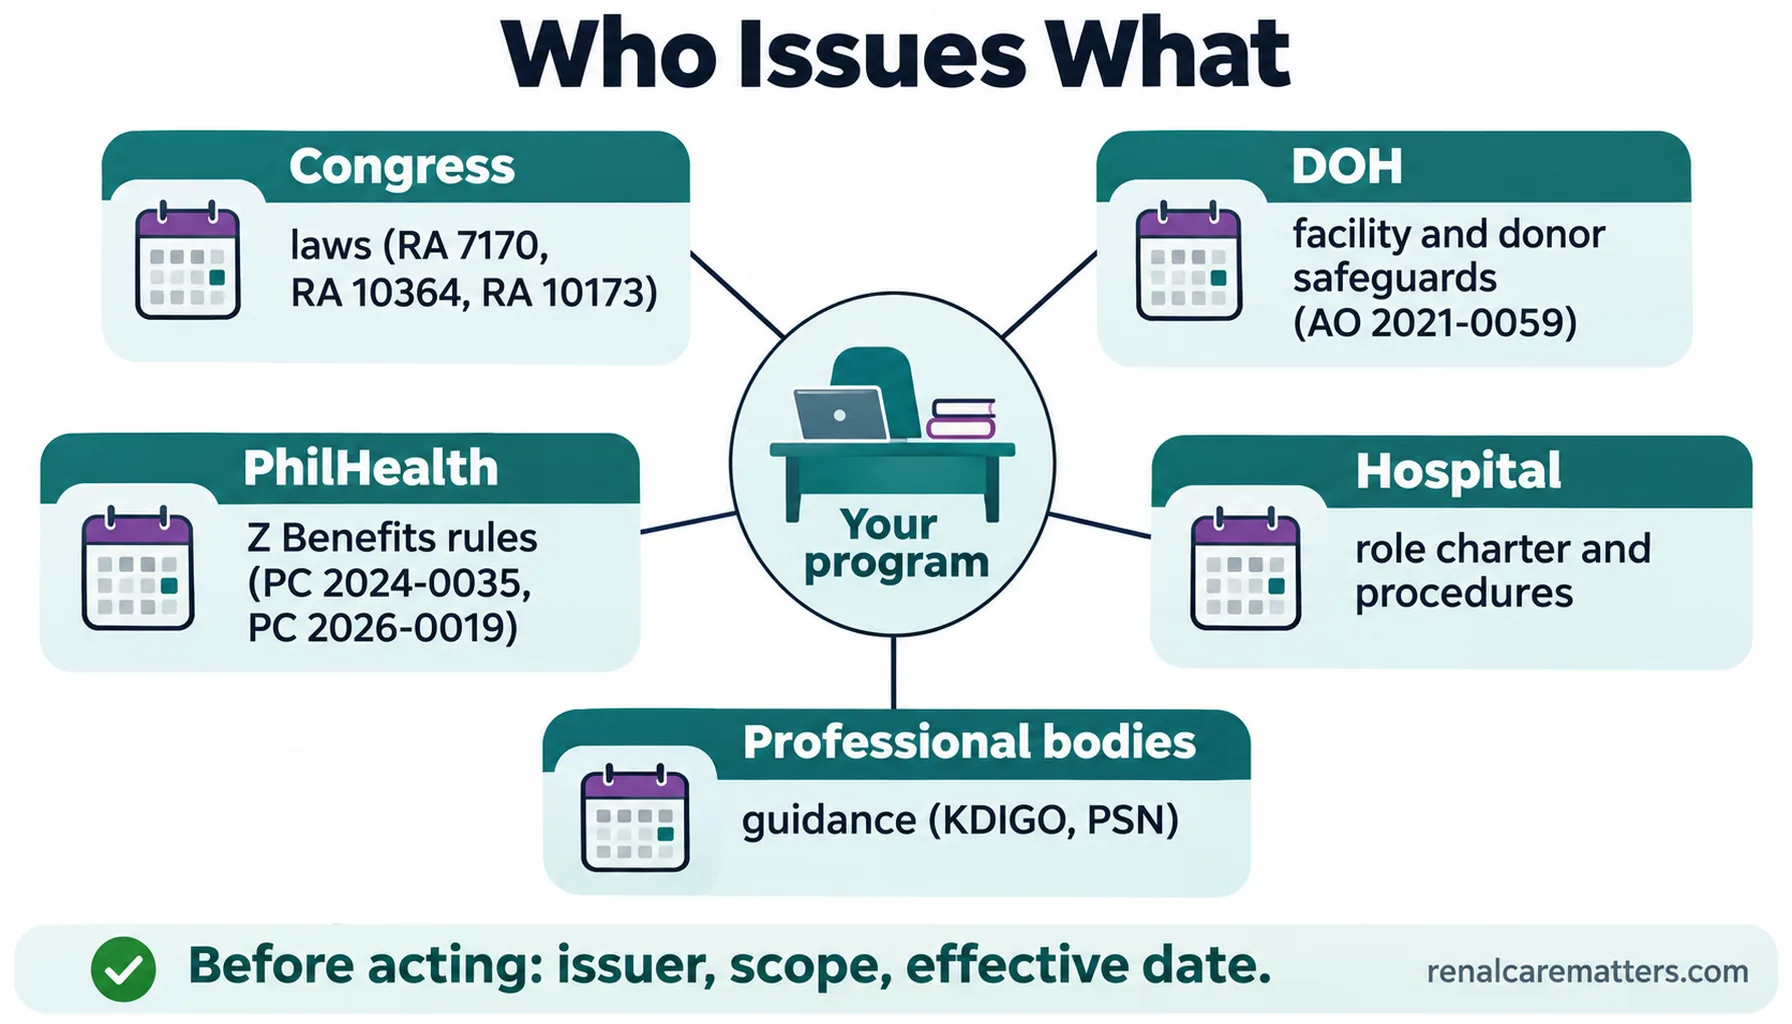 Who Issues What
Congress
laws (RA 7170,
RA 10364, RA 10173)
DOH
facility and donor
safeguards
(AO 2021-0059)
PhilHealth
Z Benefits rules
(PC 2024-0035,
PC 2026-0019)
Your
program
Hospital
role charter and
procedures
Professional bodies
guidance (KDIGO, PSN)
Before acting: issuer, scope, effective date.
renalcarematters.com